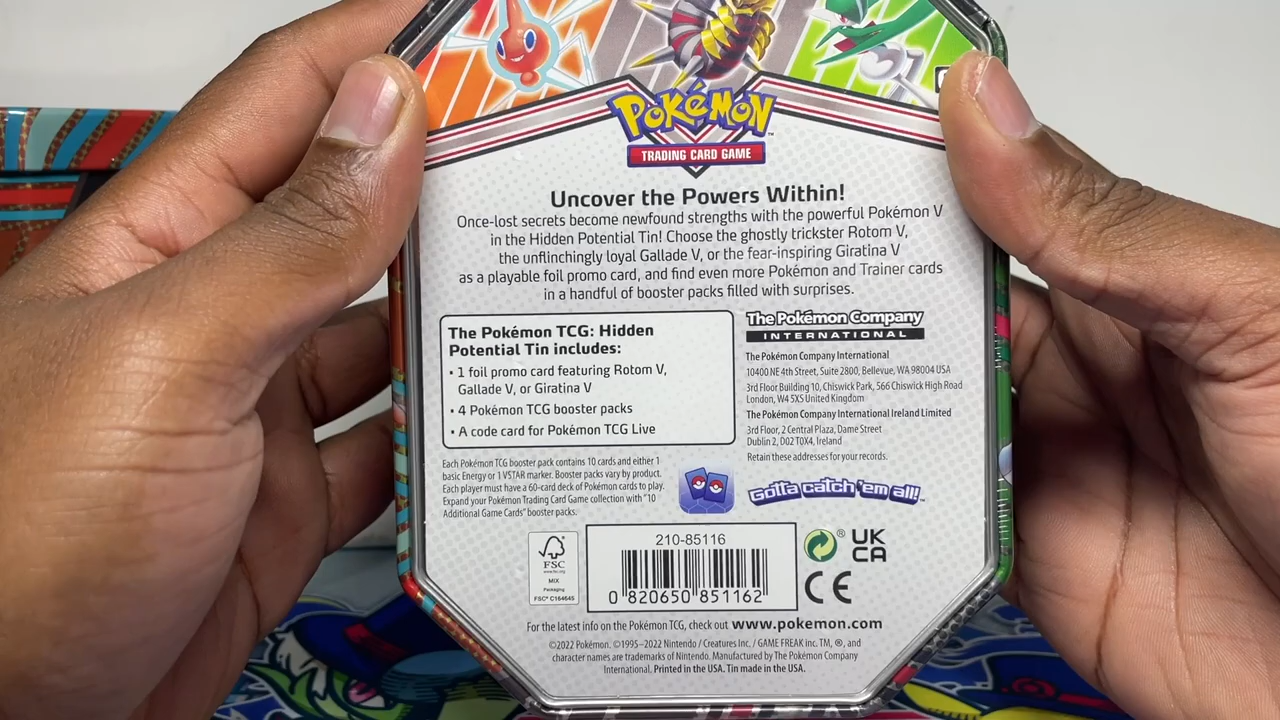 POKéMON™
TRADING CARD GAME
Uncover the Powers Within!
Once-lost secrets become newfound strengths with the powerful Pokémon V
in the Hidden Potential Tin! Choose the ghostly trickster Rotom V,
the unflinchingly loyal Gallade V, or the fear-inspiring Giratina V
as a playable foil promo card, and find even more Pokémon and Trainer cards
in a handful of booster packs filled with surprises.
The Pokémon TCG: Hidden
Potential Tin includes:
• 1 foil promo card featuring Rotom V,
Gallade V, or Giratina V
• 4 Pokémon TCG booster packs
• A code card for Pokémon TCG Live
Each Pokémon TCG booster pack contains 10 cards and either 1
basic Energy or 1 VSTAR marker. Booster packs vary by product.
Each player must have a 60-card deck of Pokémon cards to play.
Expand your Pokémon Trading Card Game collection with "10
Additional Game Cards" booster packs.
The Pokémon Company
INTERNATIONAL
The Pokémon Company International
10400 NE 4th Street, Suite 2800, Bellevue, WA 98004 USA
3rd Floor Building 10, Chiswick Park, 566 Chiswick High Road
London, W4 5XS United Kingdom
The Pokémon Company International Ireland Limited
3rd Floor, 2 Central Plaza, Dame Street
Dublin 2, D02 T0X4, Ireland
Retain these addresses for your records.
Gotta catch 'em all!™
FSC
www.fsc.org
MIX
Packaging
FSC® C164645
210-85116
0 820650 851162
®
UK
CA
CE
For the latest info on the Pokémon TCG, check out www.pokemon.com
©2022 Pokémon. ©1995–2022 Nintendo / Creatures Inc. / GAME FREAK inc. TM, ®, and
character names are trademarks of Nintendo. Manufactured by The Pokémon Company
International. Printed in the USA. Tin made in the USA.